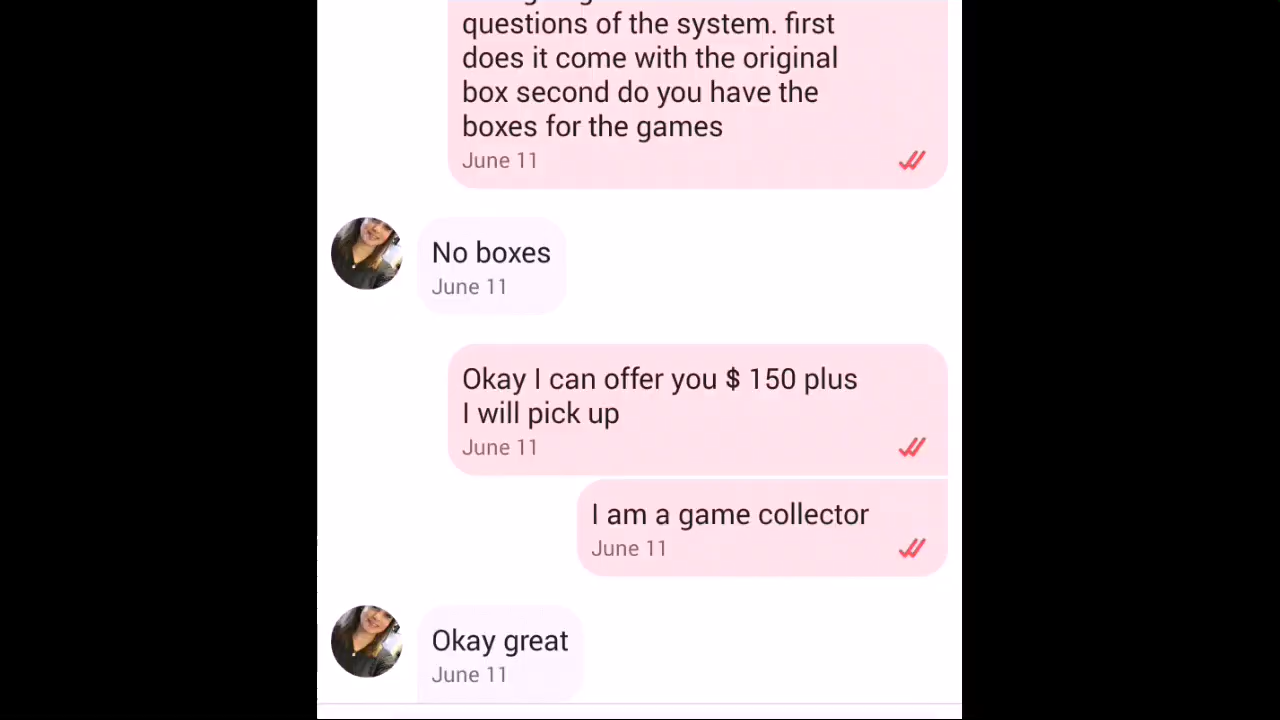 questions of the system. first
does it come with the original
box second do you have the
boxes for the games
June 11
No boxes
June 11
Okay I can offer you $ 150 plus
I will pick up
June 11
I am a game collector
June 11
Okay great
June 11